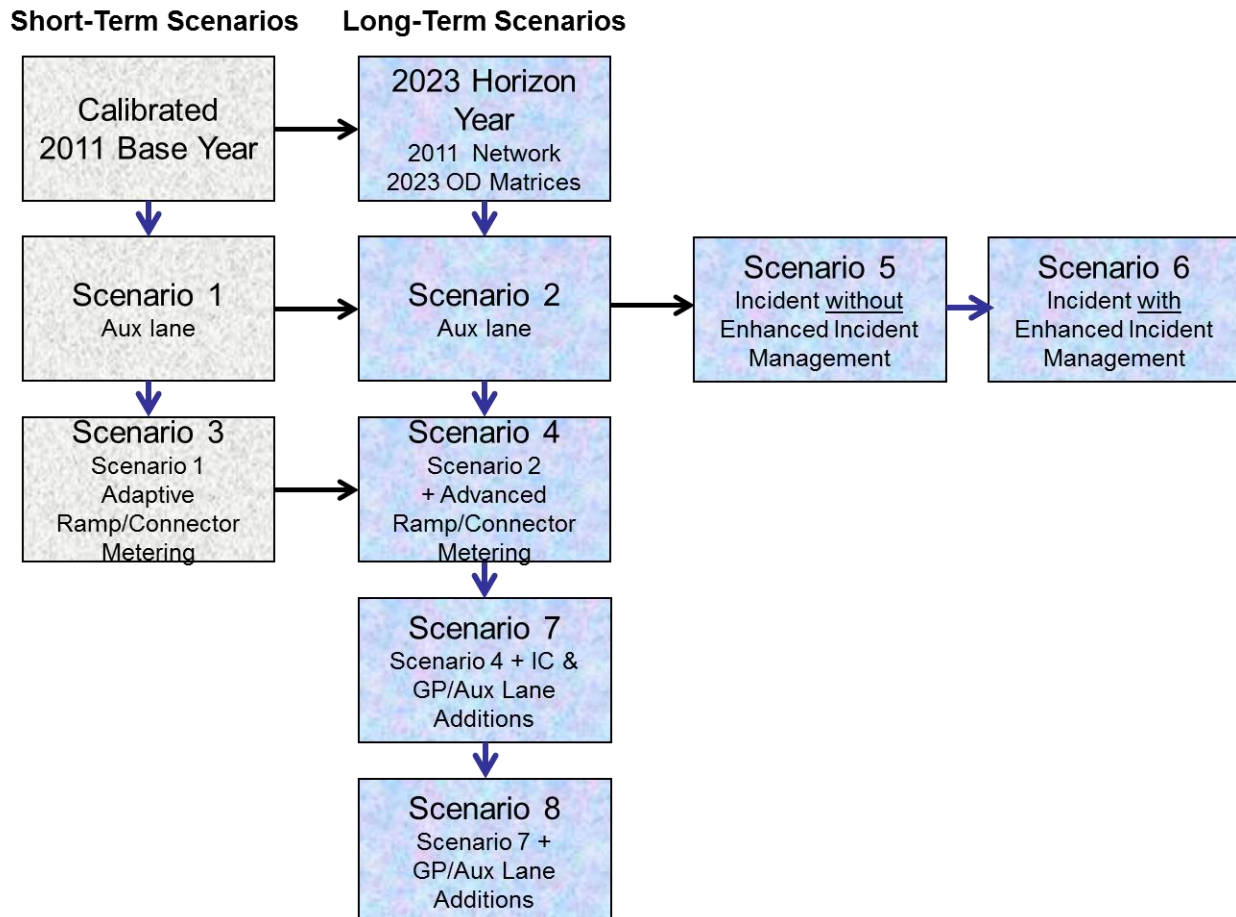 Short-Term Scenarios
Long-Term Scenarios
Calibrated
2011 Base Year
2023 Horizon
Year
2011 Network
2023 OD Matrices
Scenario 1
Aux lane
Scenario 2
Aux lane
Scenario 5
Incident without
Enhanced Incident
Management
Scenario 6
Incident with
Enhanced Incident
Management
Scenario 3
Scenario 1
Adaptive
Ramp/Connector
Metering
Scenario 4
Scenario 2
+ Advanced
Ramp/Connector
Metering
Scenario 7
Scenario 4 + IC &
GP/Aux Lane
Additions
Scenario 8
Scenario 7 +
GP/Aux Lane
Additions